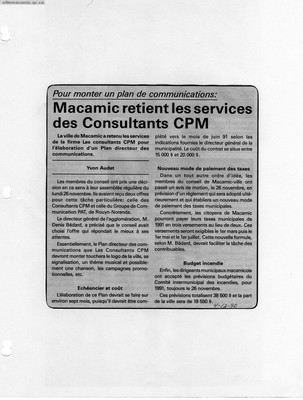 villemacamic.qc.ca
Pour monter un plan de communications:
Macamic retient les services
des Consultants CPM
La ville de Macamic a retenu les services
de la firme Les consultants CPM pour
l'élaboration d'un Plan directeur des
communications.
Yvon Audet
Les membres du conseil ont pris une déci-
sion en ce sens à leur assemblée régulière du
lundi 26 novembre. Ils avaient reçu deux offres
pour cette tâche particulière: celle des
Consultants CPM et celle du Groupe de Com-
munication PAT, de Rouyn-Noranda.
Le directeur général de l'agglomération, M.
Denis Bédard, a précisé que le conseil avait
choisi l'offre qui répondait le mieux à ses
attentes.
Essentiellement, le Plan directeur des com-
munications que Les Consultants CPM
devront monter touchera le logo de la ville, sa
signalisation, un thème musical et possible-
ment une chanson, les campagnes promo-
tionnelles, etc.
Echéancier et coût
L'élaboration de ce Plan devrait se faire sur
environ sept mois, puisqu'il devrait être com-
plété vers le mois de juin 91 selon les
indications fournies le directeur général de la
municipalité. Le coût du contrat se situe entre
15 000 $ et 20 000 $.
Nouveau mode de paiement des taxes
Dans un tout autre ordre d'idée, les
membres du conseil de Macamic-ville ont
passé un avis de motion, le 26 novembre, en
prévision d'un règlement qui sera adopté ulté-
rieurement et qui établira un nouveau mode
de paiement des taxes municipales.
Concrètement, les citoyens de Macamic
pourront payer leurs taxes municipales de
1991 en trois versements au lieu de deux. Ces
versements seront exigibles le 1er mars puis le
1er mai et le 1er juillet. Cette nouvelle formule,
selon M. Bédard, devrait faciliter la tâche des
contribuables.
Budget incendie
Enfin, les dirigeants municipaux macamicois
ont accepté les prévisions budgétaires du
Comité intermunicipal des incendies, pour
1991, toujours le 26 novembre.
Ces prévisions totalisent 38 500 $ et la part
de la ville sera de 19 550 $.
4-12-90